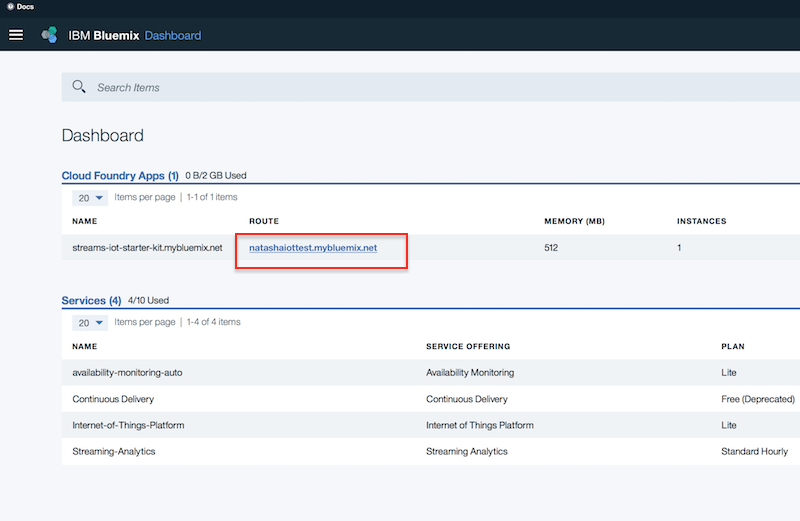 Docs
IBM Bluemix Dashboard
Search Items
Dashboard
Cloud Foundry Apps (1) 0 B/2 GB Used
20 Items per page | 1-1 of 1 items
NAME ROUTE MEMORY (MB) INSTANCES
streams-iot-starter-kit.mybluemix.net natashaiottest.mybluemix.net 512 1
Services (4) 4/10 Used
20 Items per page | 1-4 of 4 items
NAME SERVICE OFFERING PLAN
availability-monitoring-auto Availability Monitoring Lite
Continuous Delivery Continuous Delivery Free (Deprecated)
Internet-of-Things-Platform Internet of Things Platform Lite
Streaming-Analytics Streaming Analytics Standard Hourly